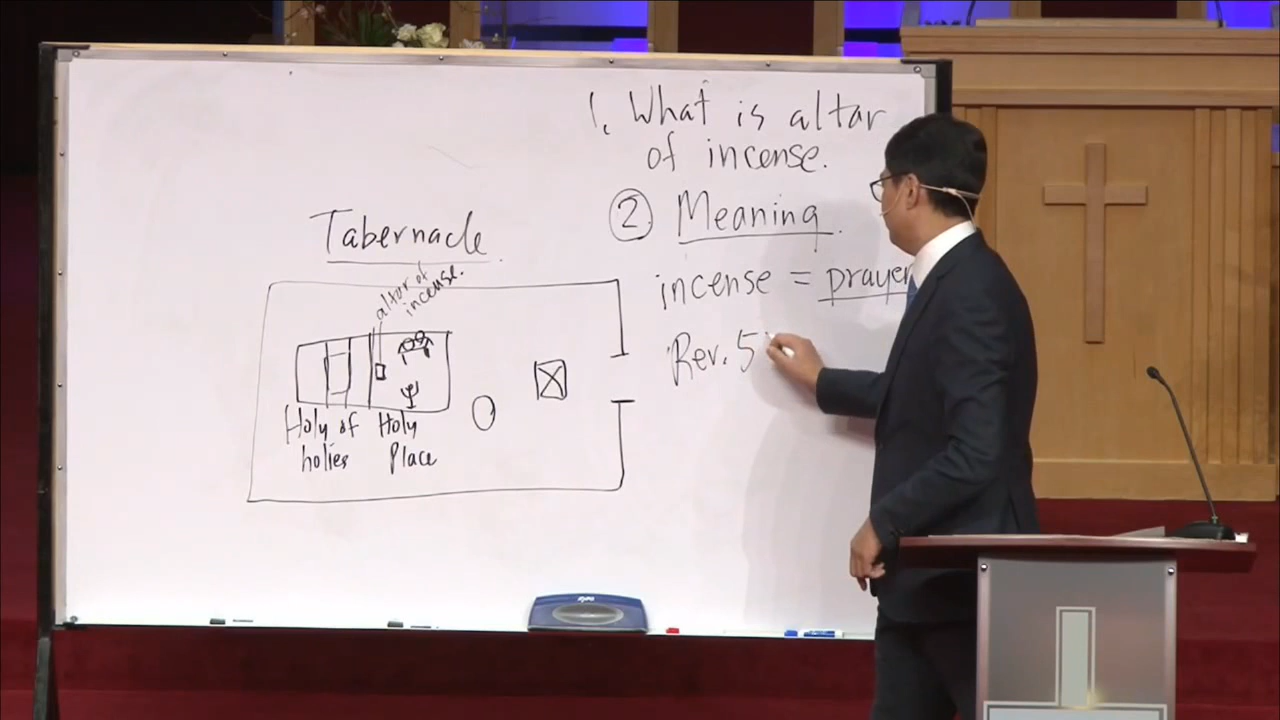 1. What is altar
of incense.
② Meaning.
incense = prayer
Rev. 5
Tabernacle.
altar of
incense.
Holy of
holies
Holy
Place